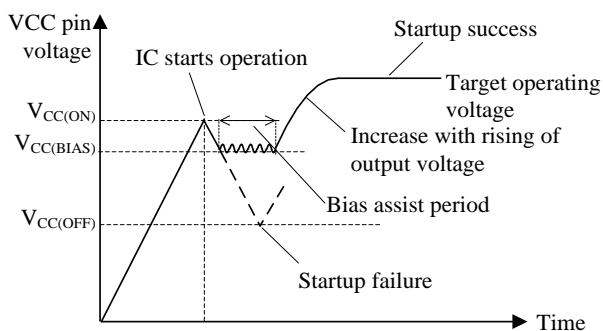 VCC pin
voltage
Startup success
IC starts operation
Target operating
voltage
V_CC(ON)
Increase with rising of
output voltage
V_CC(BIAS)
Bias assist period
V_CC(OFF)
Startup failure
Time